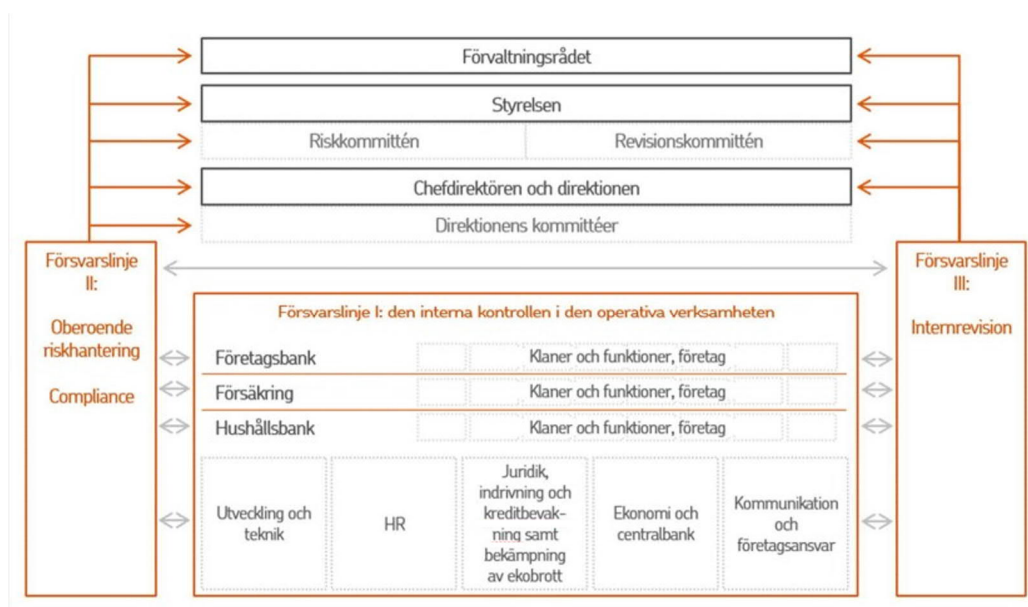 Förvaltningsrådet
Styrelsen
Riskkommittén
Revisionskommittén
Chefdirektören och direktionen
Direktionens kommittéer
Försvarslinje
II:
Oberoende
riskhantering
Compliance
Försvarslinje
III:
Internrevision
Försvarslinje I: den interna kontrollen i den operativa verksamheten
Företagsbank
Klaner och funktioner, företag
Försäkring
Klaner och funktioner, företag
Hushållsbank
Klaner och funktioner, företag
Utveckling och
teknik
HR
Juridik,
indrivning och
kreditbevak-
ning samt
bekämpning
av ekobrott
Ekonomi och
centralbank
Kommunikation
och
företagsansvar